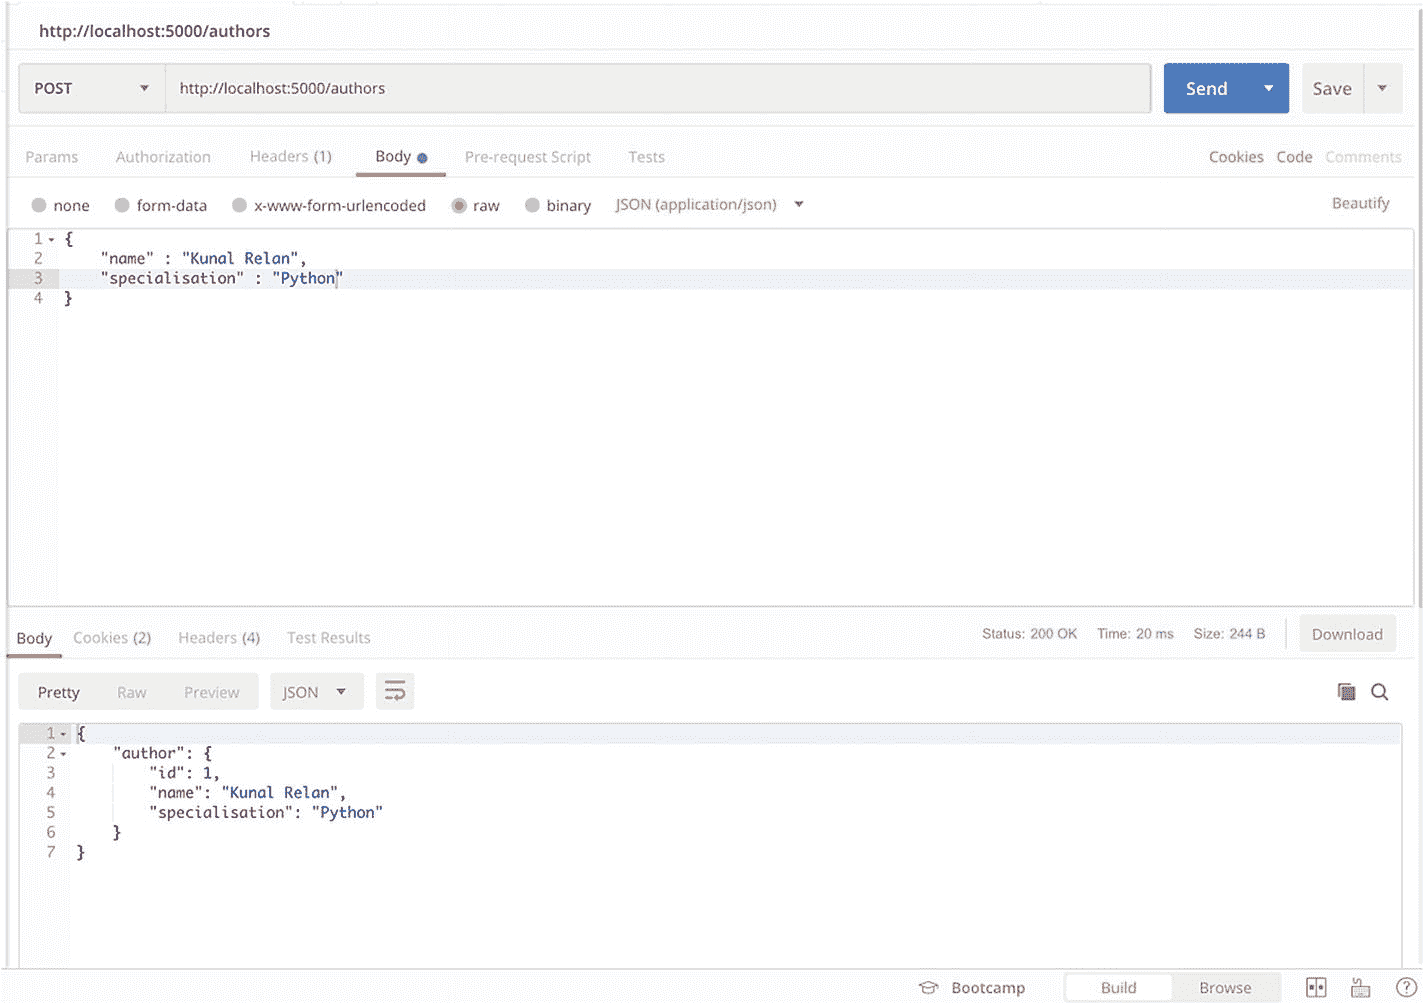 http://localhost:5000/authors
POST http://localhost:5000/authors Send Save
Params Authorization Headers (1) Body Pre-request Script Tests Cookies Code Comments
none form-data x-www-form-urlencoded raw binary JSON (application/json) Beautify
1 {
2 "name" : "Kunal Relan",
3 "specialisation" : "Python"
4 }
Body Cookies (2) Headers (4) Test Results Status: 200 OK Time: 20 ms Size: 244 B Download
Pretty Raw Preview JSON
1 {
2 "author": {
3 "id": 1,
4 "name": "Kunal Relan",
5 "specialisation": "Python"
6 }
7 }
Bootcamp Build Browse ?